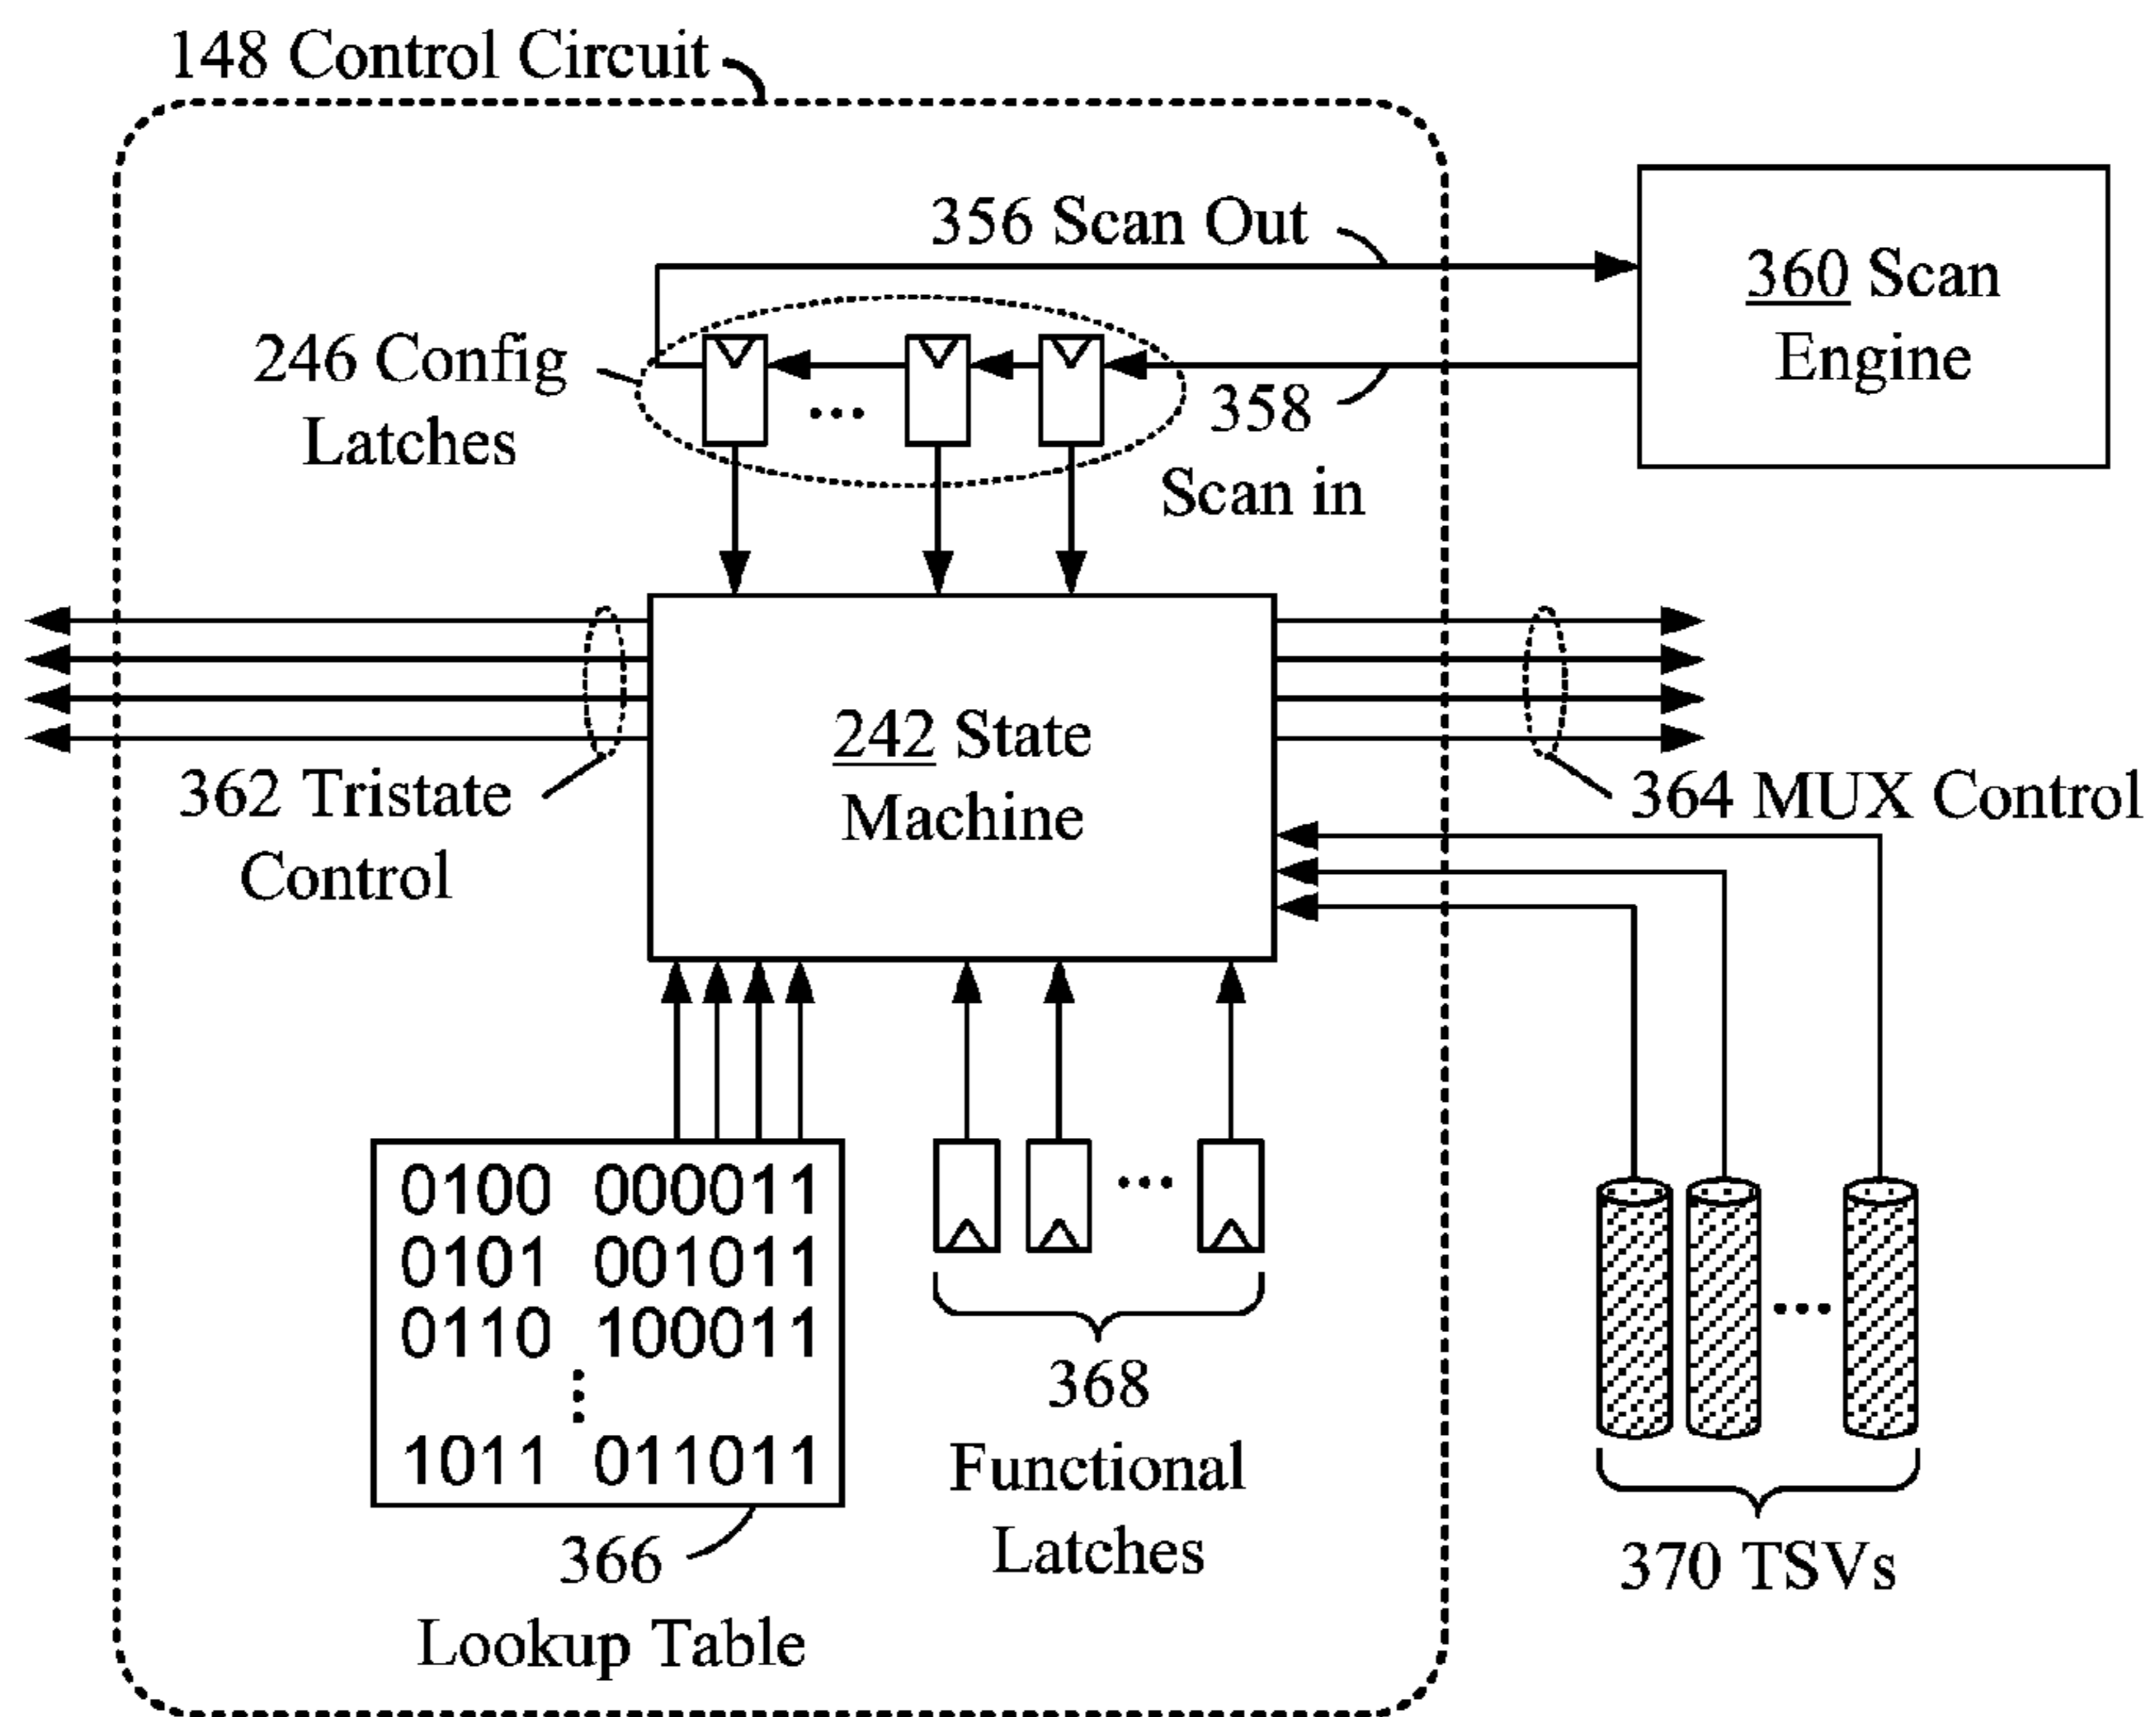 148 Control Circuit
356 Scan Out
360 Scan
Engine
246 Config
Latches
358
Scan in
242 State
Machine
362 Tristate
Control
364 MUX Control
0100 000011
0101 001011
0110 100011
1011 011011
366
Lookup Table
368
Functional
Latches
370 TSVs